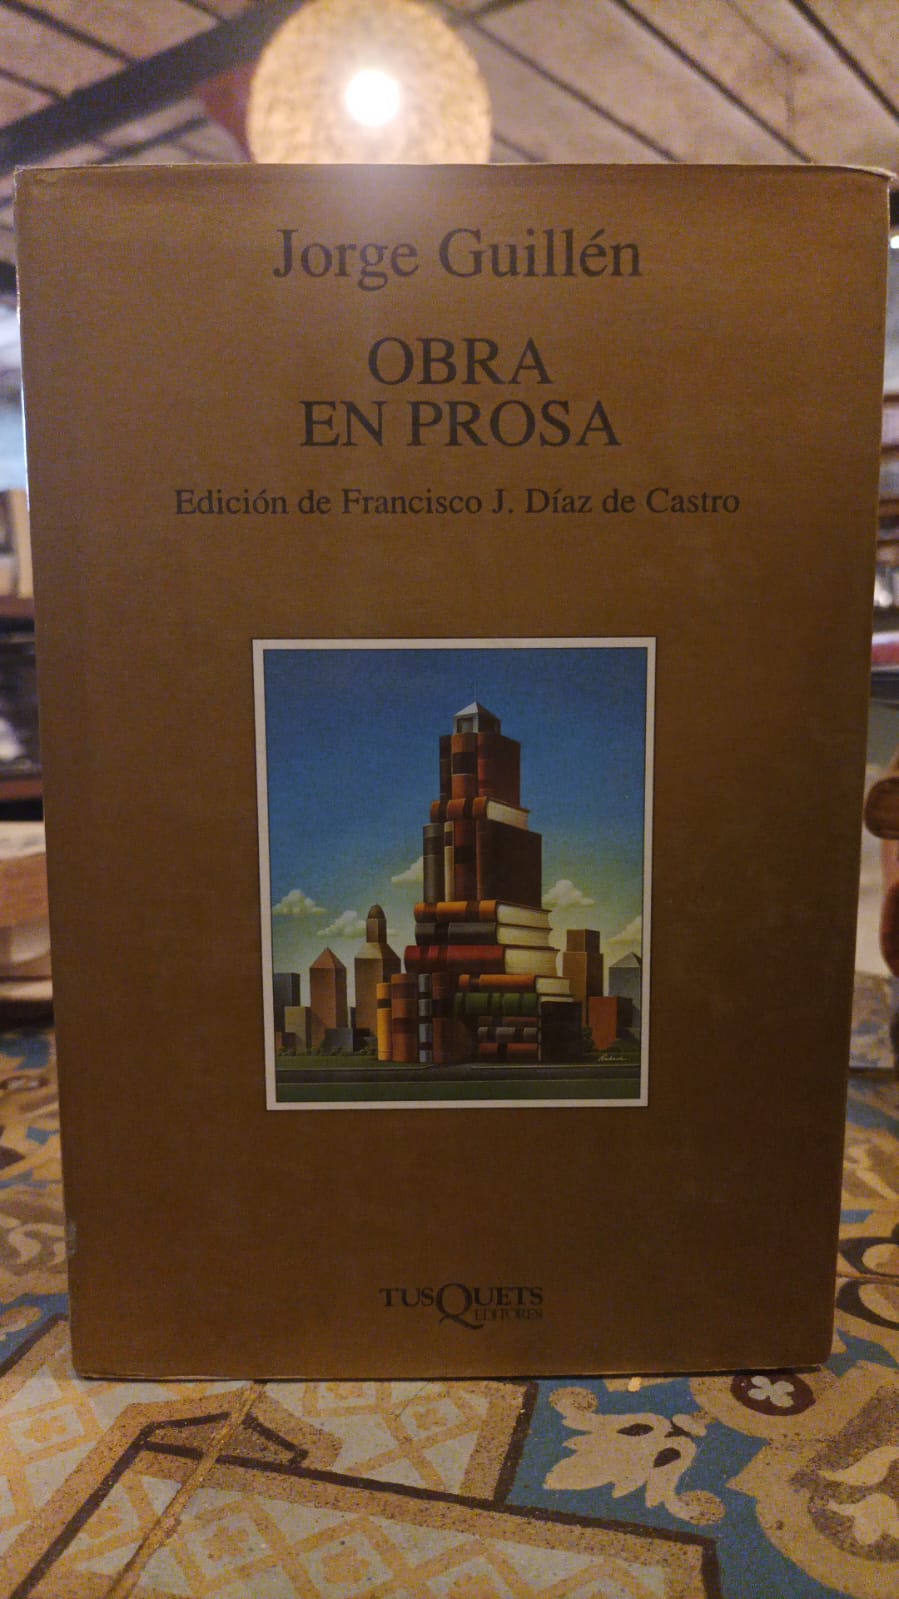 Jorge Guillén
OBRA
EN PROSA
Edición de Francisco J. Díaz de Castro
TUSQUETS
EDITORES